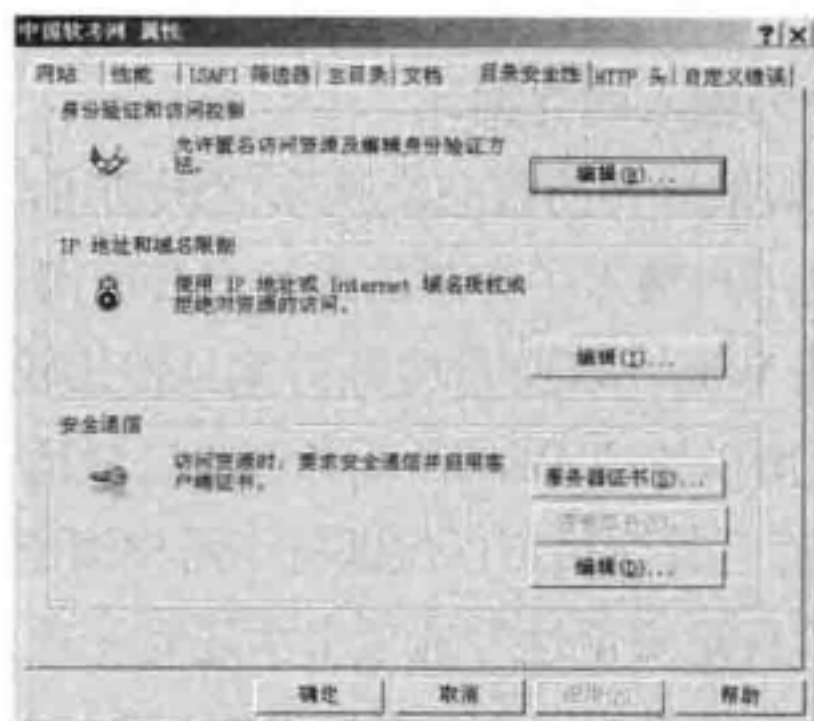 中国软考网 属性
网站 性能 ISAPI 筛选器 主目录 文档 目录安全性 HTTP 头 自定义错误
身份验证和访问控制
允许匿名访问资源及编辑身份验证方
法。
编辑(E)...
IP 地址和域名限制
使用 IP 地址或 Internet 域名授权或
拒绝对资源的访问。
编辑(I)...
安全通信
访问资源时，要求安全通信并启用客
户端证书。
服务器证书(S)...
编辑(D)...
确定 取消 帮助